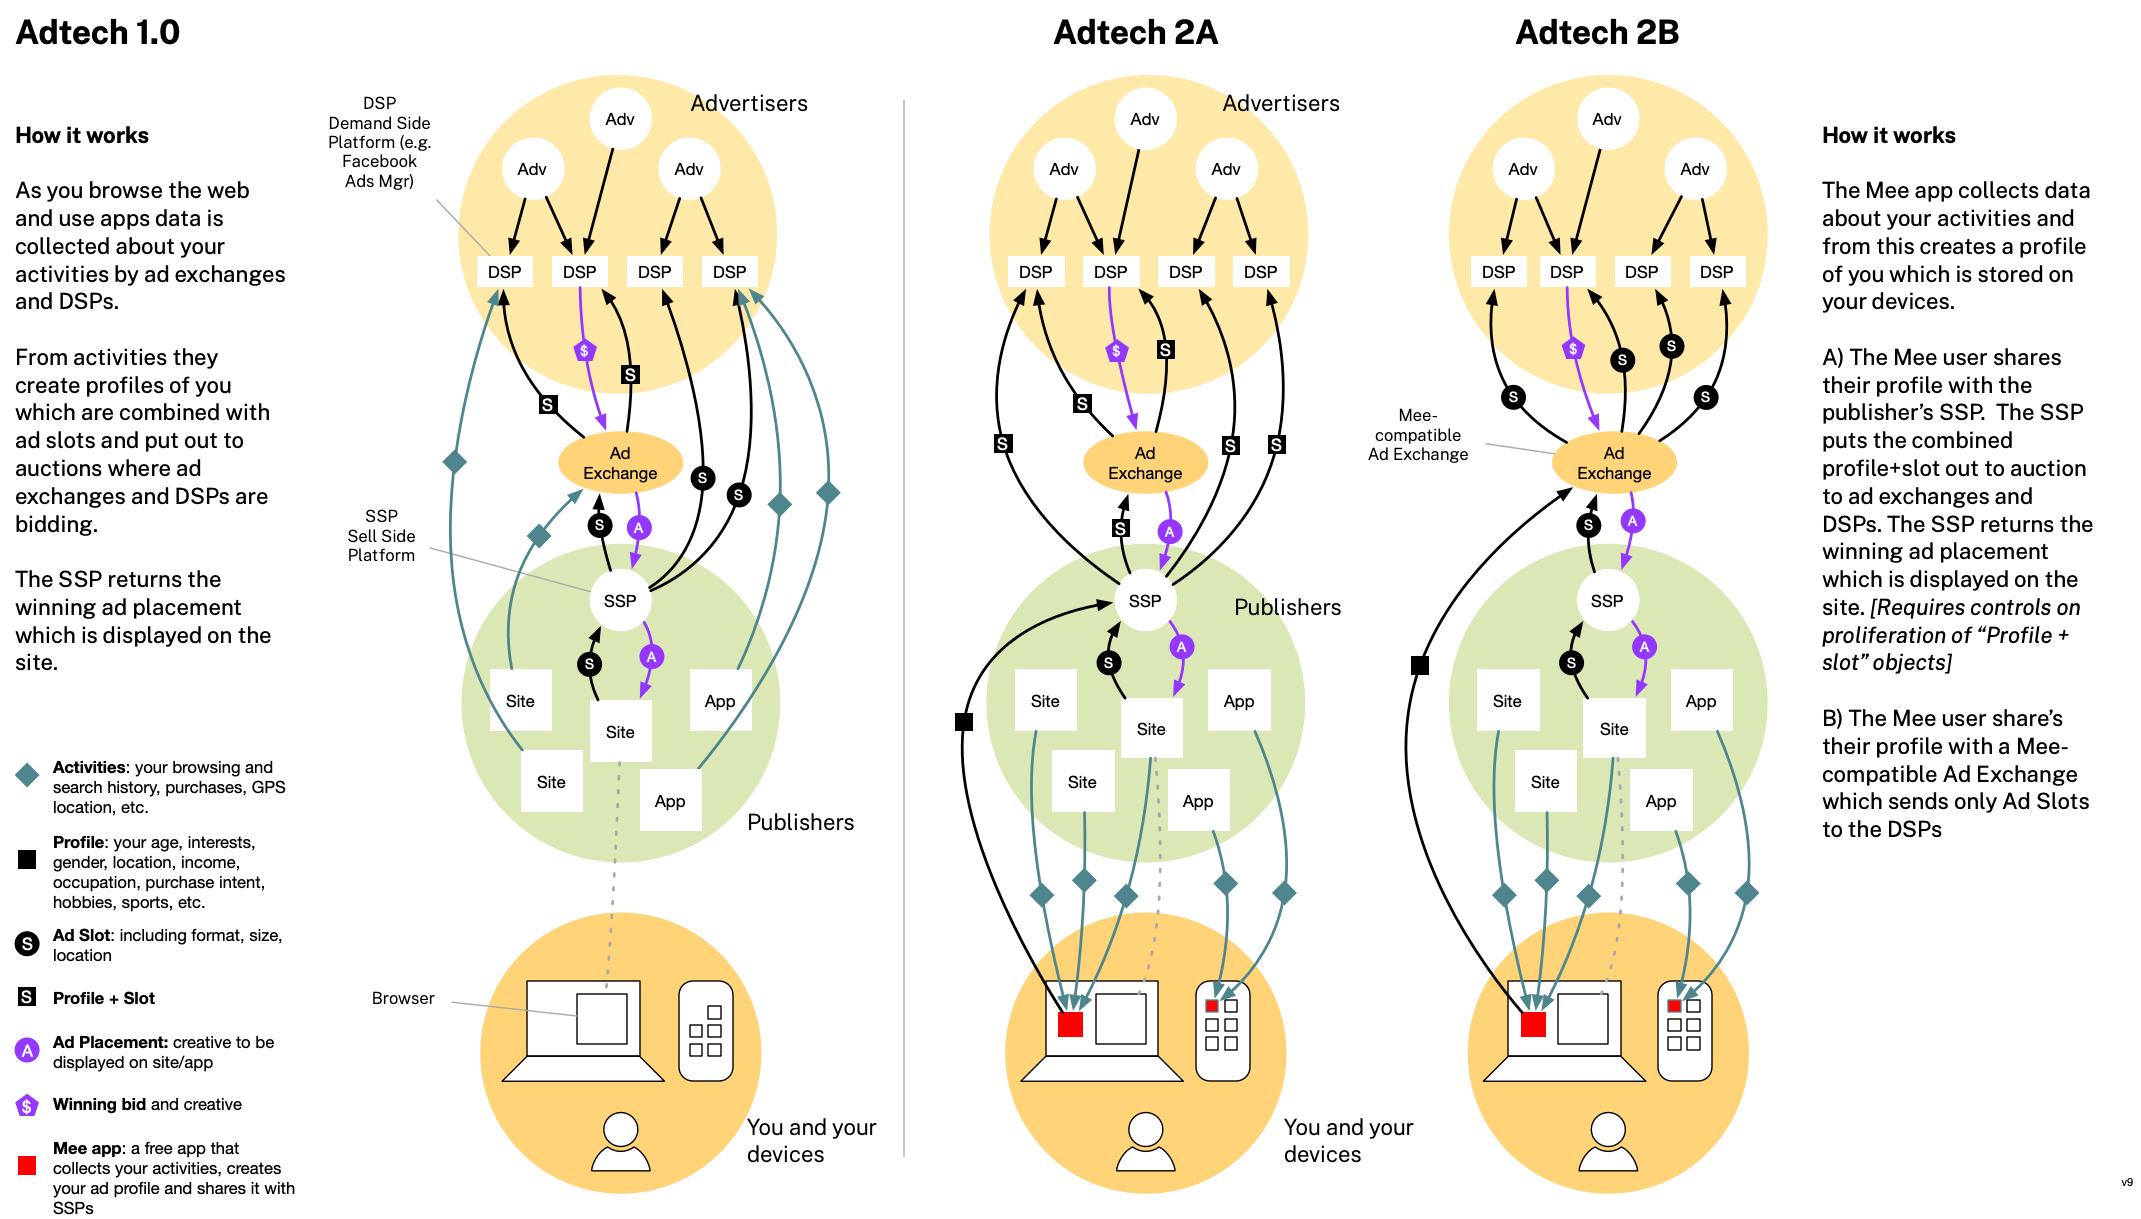 Adtech 1.0
How it works
As you browse the web
and use apps data is
collected about your
activities by ad exchanges
and DSPs.
From activities they
create profiles of you
which are combined with
ad slots and put out to
auctions where ad
exchanges and DSPs are
bidding.
The SSP returns the
winning ad placement
which is displayed on the
site.
Activities: your browsing and
search history, purchases, GPS
location, etc.
Profile: your age, interests,
gender, location, income,
occupation, purchase intent,
hobbies, sports, etc.
S
Ad Slot: including format, size,
location
S
Profile + Slot
A
Ad Placement: creative to be
displayed on site/app
$
Winning bid and creative
Mee app: a free app that
collects your activities, creates
your ad profile and shares it with
SSPs
DSP
Demand Side
Platform (e.g.
Facebook
Ads Mgr)
Advertisers
Adv
Adv
Adv
DSP
DSP
DSP
DSP
$
S
S
Ad
Exchange
S
S
S
A
SSP
Sell Side
Platform
SSP
S
A
Site
Site
App
Site
App
Publishers
Browser
You and your
devices
Adtech 2A
Advertisers
Adv
Adv
Adv
DSP
DSP
DSP
DSP
$
S
S
S
S
S
Ad
Exchange
S
A
SSP
Publishers
S
A
Site
Site
App
Site
App
You and your
devices
Adtech 2B
Adv
Adv
Adv
DSP
DSP
DSP
DSP
$
S
S
S
S
Mee-
compatible
Ad Exchange
Ad
Exchange
S
A
SSP
S
A
Site
Site
App
Site
App
How it works
The Mee app collects data
about your activities and
from this creates a profile
of you which is stored on
your devices.
A) The Mee user shares
their profile with the
publisher’s SSP.  The SSP
puts the combined
profile+slot out to auction
to ad exchanges and
DSPs. The SSP returns the
winning ad placement
which is displayed on the
site. [Requires controls on
proliferation of “Profile +
slot” objects]
B) The Mee user share’s
their profile with a Mee-
compatible Ad Exchange
which sends only Ad Slots
to the DSPs
v9